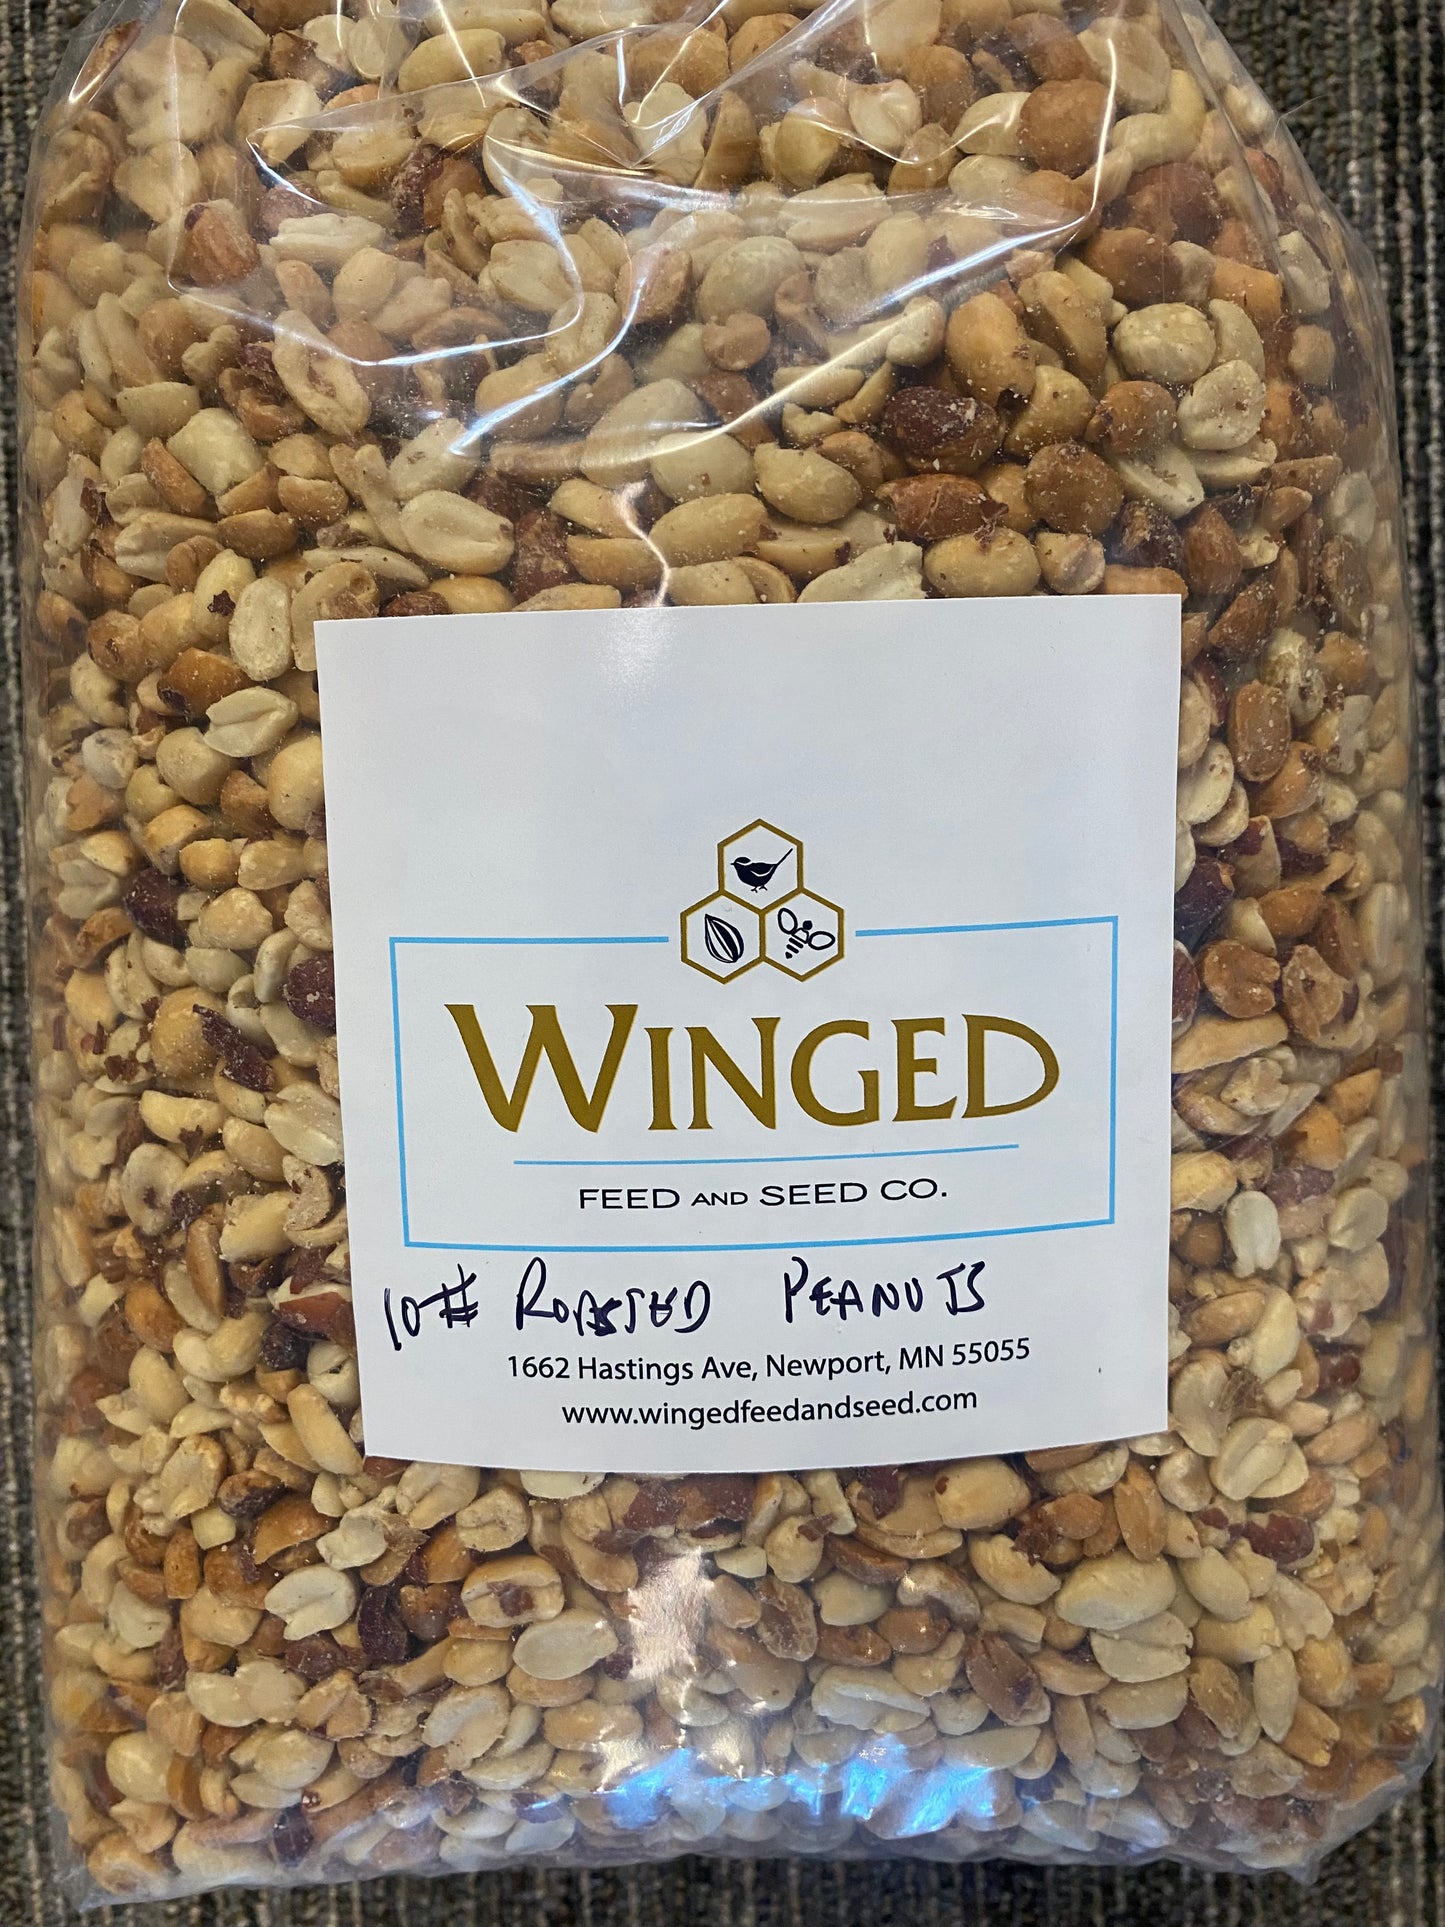 WINGED
FEED AND SEED CO.
10# ROASTED PEANUTS
1662 Hastings Ave, Newport, MN 55055
www.wingedfeedandseed.com